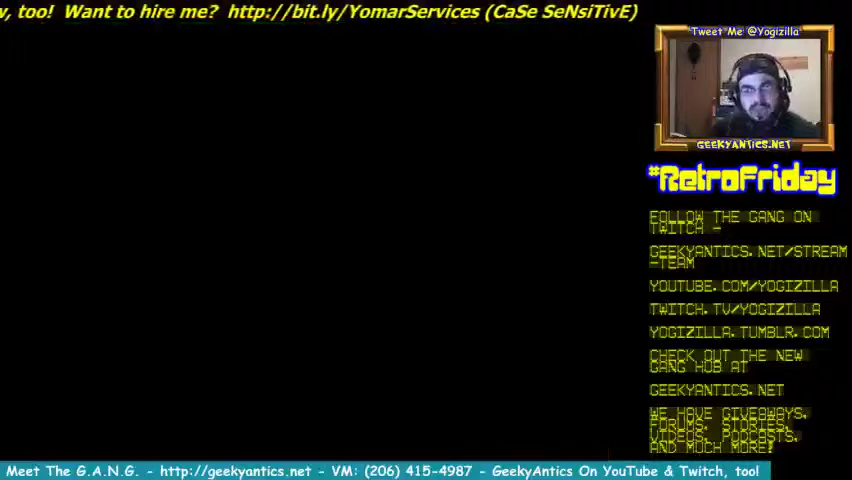 w, too!  Want to hire me?  http://bit.ly/YomarServices (CaSe SeNsiTivE)
"Tweet Me @Yogizilla"
GEEKYANTICS.NET
#RetroFriday
FOLLOW THE GANG ON
TWITCH -
GEEKYANTICS.NET/STREAM
-TEAM
YOUTUBE.COM/YOGIZILLA
TWITCH.TV/YOGIZILLA
YOGIZILLA.TUMBLR.COM
CHECK OUT THE NEW
GANG HUB AT
GEEKYANTICS.NET
WE HAVE GIVEAWAYS,
FORUMS, STORIES,
VIDEOS, PODCASTS,
AND MUCH MORE!
Meet The G.A.N.G. - http://geekyantics.net - VM: (206) 415-4987 - GeekyAntics On YouTube & Twitch, too!